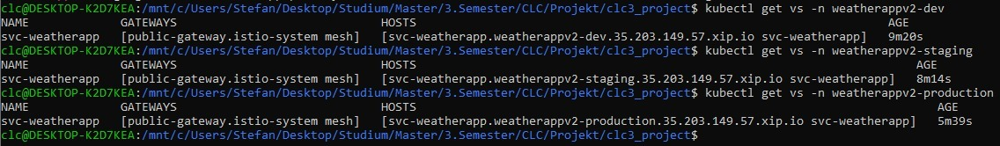 clc@DESKTOP-K2D7KEA:/mnt/c/Users/Stefan/Desktop/Studium/Master/3.Semester/CLC/Projekt/clc3_project$ kubectl get vs -n weatherappv2-dev
NAME GATEWAYS HOSTS AGE
svc-weatherapp [public-gateway.istio-system mesh] [svc-weatherapp.weatherappv2-dev.35.203.149.57.xip.io svc-weatherapp] 9m20s
clc@DESKTOP-K2D7KEA:/mnt/c/Users/Stefan/Desktop/Studium/Master/3.Semester/CLC/Projekt/clc3_project$ kubectl get vs -n weatherappv2-staging
NAME GATEWAYS HOSTS AGE
svc-weatherapp [public-gateway.istio-system mesh] [svc-weatherapp.weatherappv2-staging.35.203.149.57.xip.io svc-weatherapp] 8m14s
clc@DESKTOP-K2D7KEA:/mnt/c/Users/Stefan/Desktop/Studium/Master/3.Semester/CLC/Projekt/clc3_project$ kubectl get vs -n weatherappv2-production
NAME GATEWAYS HOSTS AGE
svc-weatherapp [public-gateway.istio-system mesh] [svc-weatherapp.weatherappv2-production.35.203.149.57.xip.io svc-weatherapp] 5m39s
clc@DESKTOP-K2D7KEA:/mnt/c/Users/Stefan/Desktop/Studium/Master/3.Semester/CLC/Projekt/clc3_project$